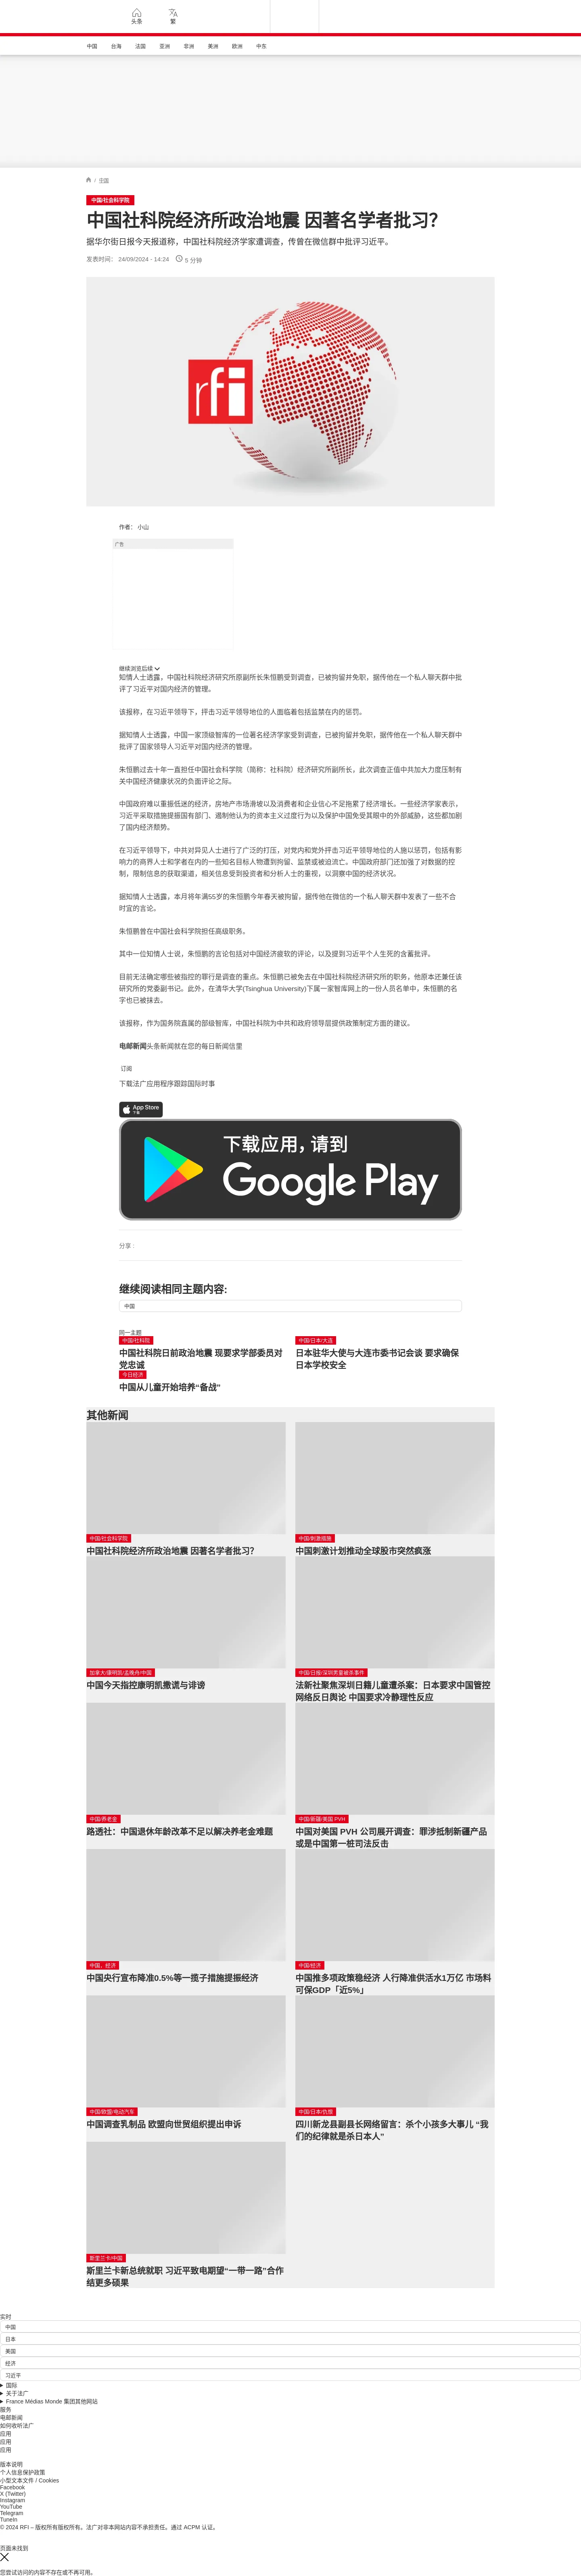 头条
繁
中国
台海
法国
亚洲
非洲
美洲
欧洲
中东
/ 中国
中国/社会科学院
中国社科院经济所政治地震 因著名学者批习?
据华尔街日报今天报道称，中国社科院经济学家遭调查，传曾在微信群中批评习近平。
发表时间： 24/09/2024 - 14:24 5 分钟
rfi
作者： 小山
广告
继续浏览后续
知情人士透露，中国社科院经济研究所原副所长朱恒鹏受到调查，已被拘留并免职，据传他在一个私人聊天群中批
评了习近平对国内经济的管理。
该报称，在习近平领导下，抨击习近平领导地位的人面临着包括监禁在内的惩罚。
据知情人士透露，中国一家顶级智库的一位著名经济学家受到调查，已被拘留并免职，据传他在一个私人聊天群中
批评了国家领导人习近平对国内经济的管理。
朱恒鹏过去十年一直担任中国社会科学院（简称：社科院）经济研究所副所长，此次调查正值中共加大力度压制有
关中国经济健康状况的负面评论之际。
中国政府难以重振低迷的经济，房地产市场滑坡以及消费者和企业信心不足拖累了经济增长。一些经济学家表示，
习近平采取措施提振国有部门、遏制他认为的资本主义过度行为以及保护中国免受其眼中的外部威胁，这些都加剧
了国内经济颓势。
在习近平领导下，中共对异见人士进行了广泛的打压，对党内和党外抨击习近平领导地位的人施以惩罚，包括有影
响力的商界人士和学者在内的一些知名目标人物遭到拘留、监禁或被迫流亡。中国政府部门还加强了对数据的控
制，限制信息的获取渠道，相关信息受到投资者和分析人士的重视，以洞察中国的经济状况。
据知情人士透露，本月将年满55岁的朱恒鹏今年春天被拘留，据传他在微信的一个私人聊天群中发表了一些不合
时宜的言论。
朱恒鹏曾在中国社会科学院担任高级职务。
其中一位知情人士说，朱恒鹏的言论包括对中国经济疲软的评论，以及提到习近平个人生死的含蓄批评。
目前无法确定哪些被指控的罪行是调查的重点。朱恒鹏已被免去在中国社科院经济研究所的职务，他原本还兼任该
研究所的党委副书记。此外，在清华大学(Tsinghua University)下属一家智库网上的一份人员名单中，朱恒鹏的名
字也已被抹去。
该报称，作为国务院直属的部级智库，中国社科院为中共和政府领导层提供政策制定方面的建议。
电邮新闻头条新闻就在您的每日新闻信里
订阅
下载法广应用程序跟踪国际时事
App Store
下载
下载应用，请到
Google Play
分享 :
继续阅读相同主题内容:
中国
同一主题
中国/社科院
中国社科院日前政治地震 现要求学部委员对
党忠诚
中国/日本/大连
日本驻华大使与大连市委书记会谈 要求确保
日本学校安全
今日经济
中国从儿童开始培养“备战”
其他新闻
中国/社会科学院
中国社科院经济所政治地震 因著名学者批习?
中国/刺激措施
中国刺激计划推动全球股市突然疯涨
加拿大/康明凯/孟晚舟/中国
中国今天指控康明凯撒谎与诽谤
中国/日报/深圳男童被杀事件
法新社聚焦深圳日籍儿童遭杀案：日本要求中国管控
网络反日舆论 中国要求冷静理性反应
中国/养老金
路透社：中国退休年龄改革不足以解决养老金难题
中国/新疆/美国 PVH
中国对美国 PVH 公司展开调查：罪涉抵制新疆产品
或是中国第一桩司法反击
中国，经济
中国央行宣布降准0.5%等一揽子措施提振经济
中国/经济
中国推多项政策稳经济 人行降准供活水1万亿 市场料
可保GDP「近5%」
中国/欧盟/电动汽车
中国调查乳制品 欧盟向世贸组织提出申诉
中国/日本/仇恨
四川新龙县副县长网络留言：杀个小孩多大事儿 “我
们的纪律就是杀日本人”
斯里兰卡/中国
斯里兰卡新总统就职 习近平致电期望“一带一路”合作
结更多硕果
实时
中国
日本
美国
经济
习近平
国际
关于法广
France Médias Monde 集团其他网站
服务
电邮新闻
如何收听法广
应用
应用
应用
版本说明
个人信息保护政策
小型文本文件 / Cookies
Facebook
X (Twitter)
Instagram
YouTube
Telegram
TuneIn
© 2024 RFI – 版权所有版权所有。法广对非本网站内容不承担责任。通过 ACPM 认证。
页面未找到
您尝试访问的内容不存在或不再可用。